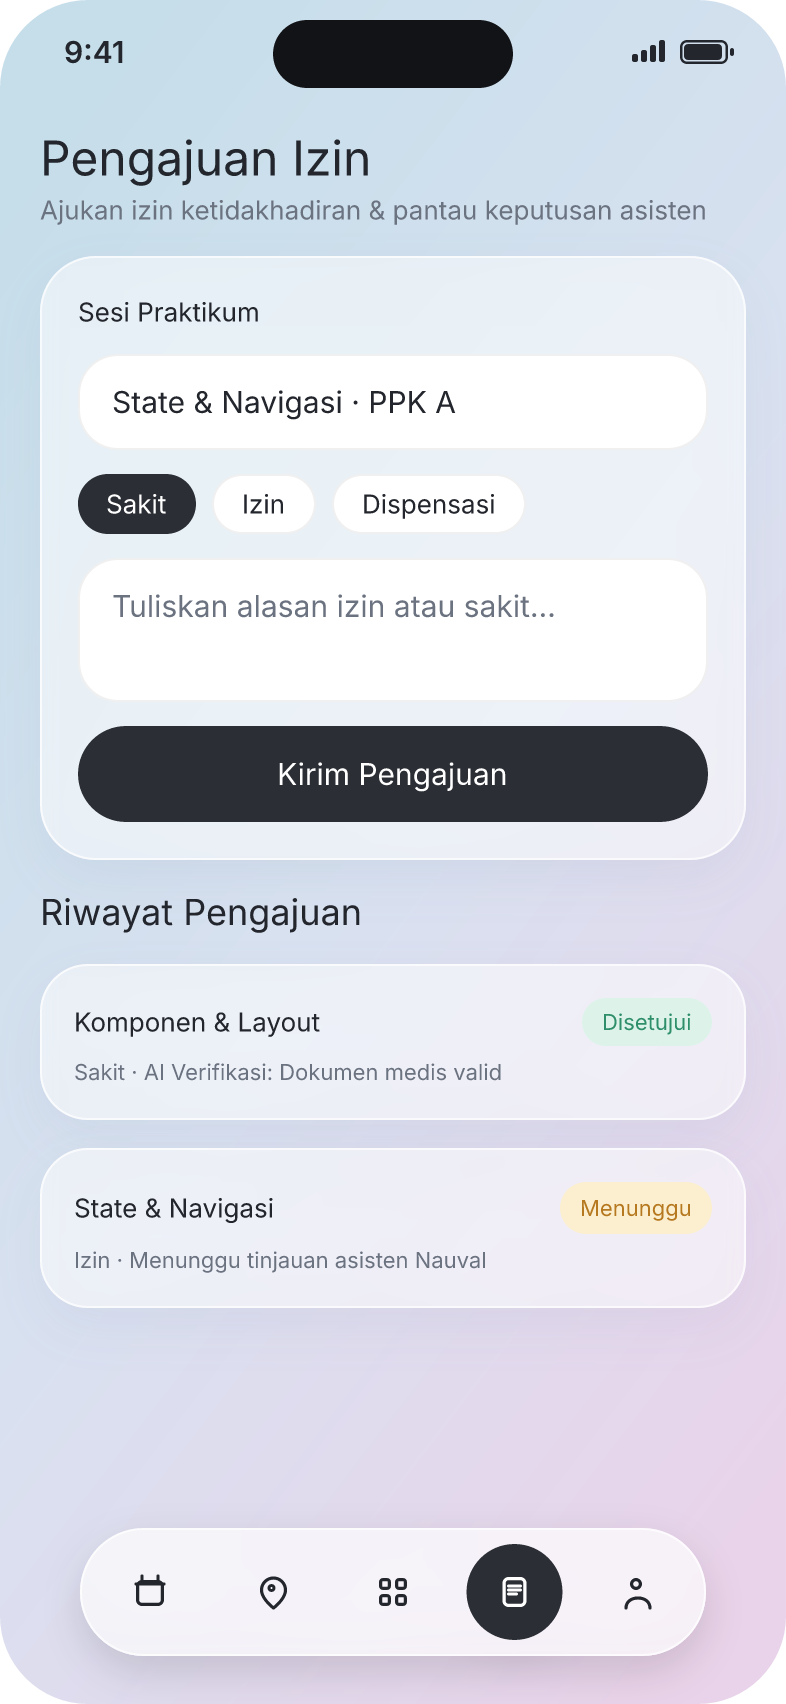 9:41
Pengajuan Izin
Ajukan izin ketidakhadiran & pantau keputusan asisten
Sesi Praktikum
State & Navigasi · PPK A
Sakit Izin Dispensasi
Tuliskan alasan izin atau sakit...
Kirim Pengajuan
Riwayat Pengajuan
Komponen & Layout Disetujui
Sakit · AI Verifikasi: Dokumen medis valid
State & Navigasi Menunggu
Izin · Menunggu tinjauan asisten Nauval